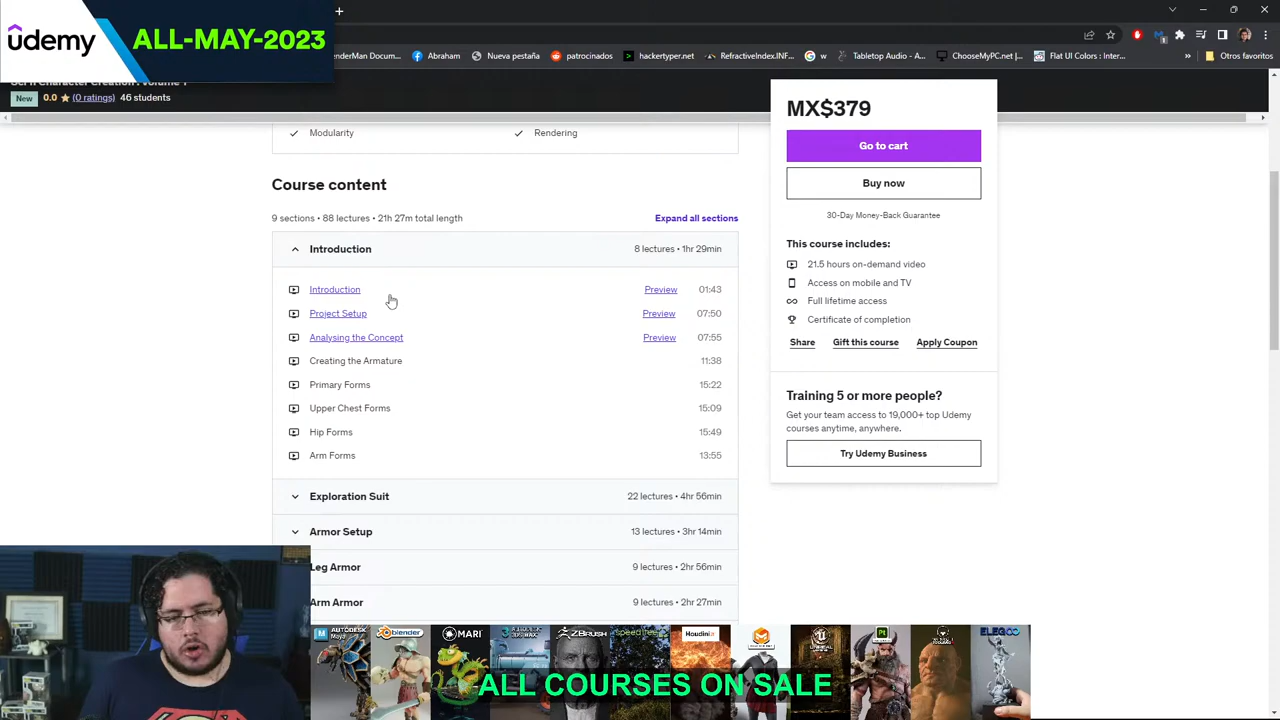 ûdemy
ALL-MAY-2023
nderMan Document...
Abraham
Nueva pestaña
patrocinados
hackertyper.net
RefractiveIndex.INF...
w
Tabletop Audio - A...
ChooseMyPC.net |...
Flat UI Colors : Inter...
Otros favoritos
New
0.0
(0 ratings)
46 students
Modularity
Rendering
Course content
9 sections • 88 lectures • 21h 27m total length
Expand all sections
Introduction
8 lectures • 1hr 29min
Introduction
Preview
01:43
Project Setup
Preview
07:50
Analysing the Concept
Preview
07:55
Creating the Armature
11:38
Primary Forms
15:22
Upper Chest Forms
15:09
Hip Forms
15:49
Arm Forms
13:55
Exploration Suit
22 lectures • 4hr 56min
Armor Setup
13 lectures • 3hr 14min
Leg Armor
9 lectures • 2hr 56min
Arm Armor
9 lectures • 2hr 27min
MX$379
Go to cart
Buy now
30-Day Money-Back Guarantee
This course includes:
21.5 hours on-demand video
Access on mobile and TV
Full lifetime access
Certificate of completion
Share
Gift this course
Apply Coupon
Training 5 or more people?
Get your team access to 19,000+ top Udemy
courses anytime, anywhere.
Try Udemy Business
blender
MARI
ZBRUSH
speedtree
Houdini
ELEGOO
ALL COURSES ON SALE